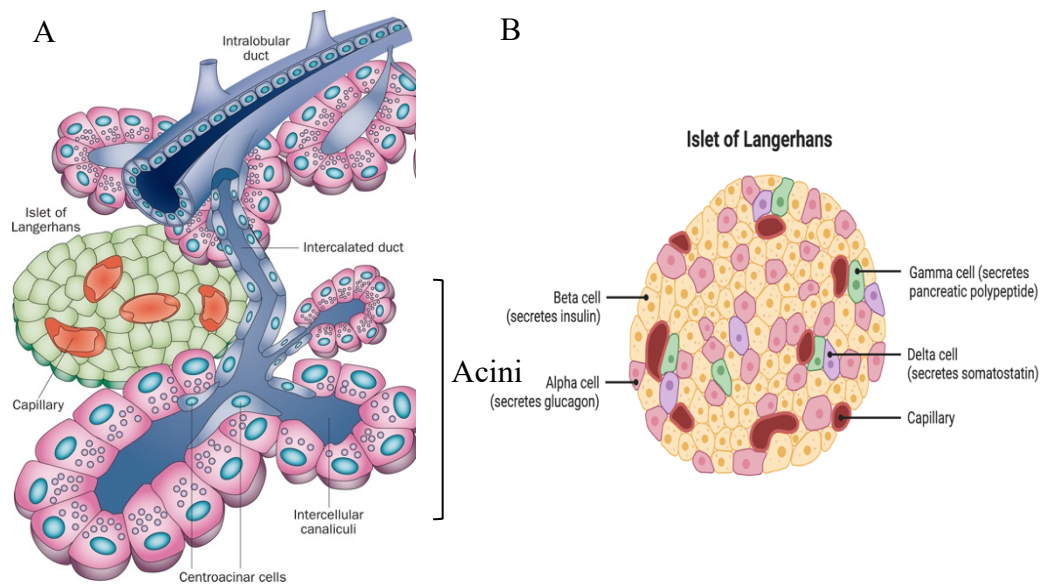 A
Intralobular
duct
Islet of
Langerhans
Intercalated duct
Capillary
Acini
Intercellular
canaliculi
Centroacinar cells
B
Islet of Langerhans
Beta cell
(secretes insulin)
Alpha cell
(secretes glucagon)
Gamma cell (secretes
pancreatic polypeptide)
Delta cell
(secretes somatostatin)
Capillary